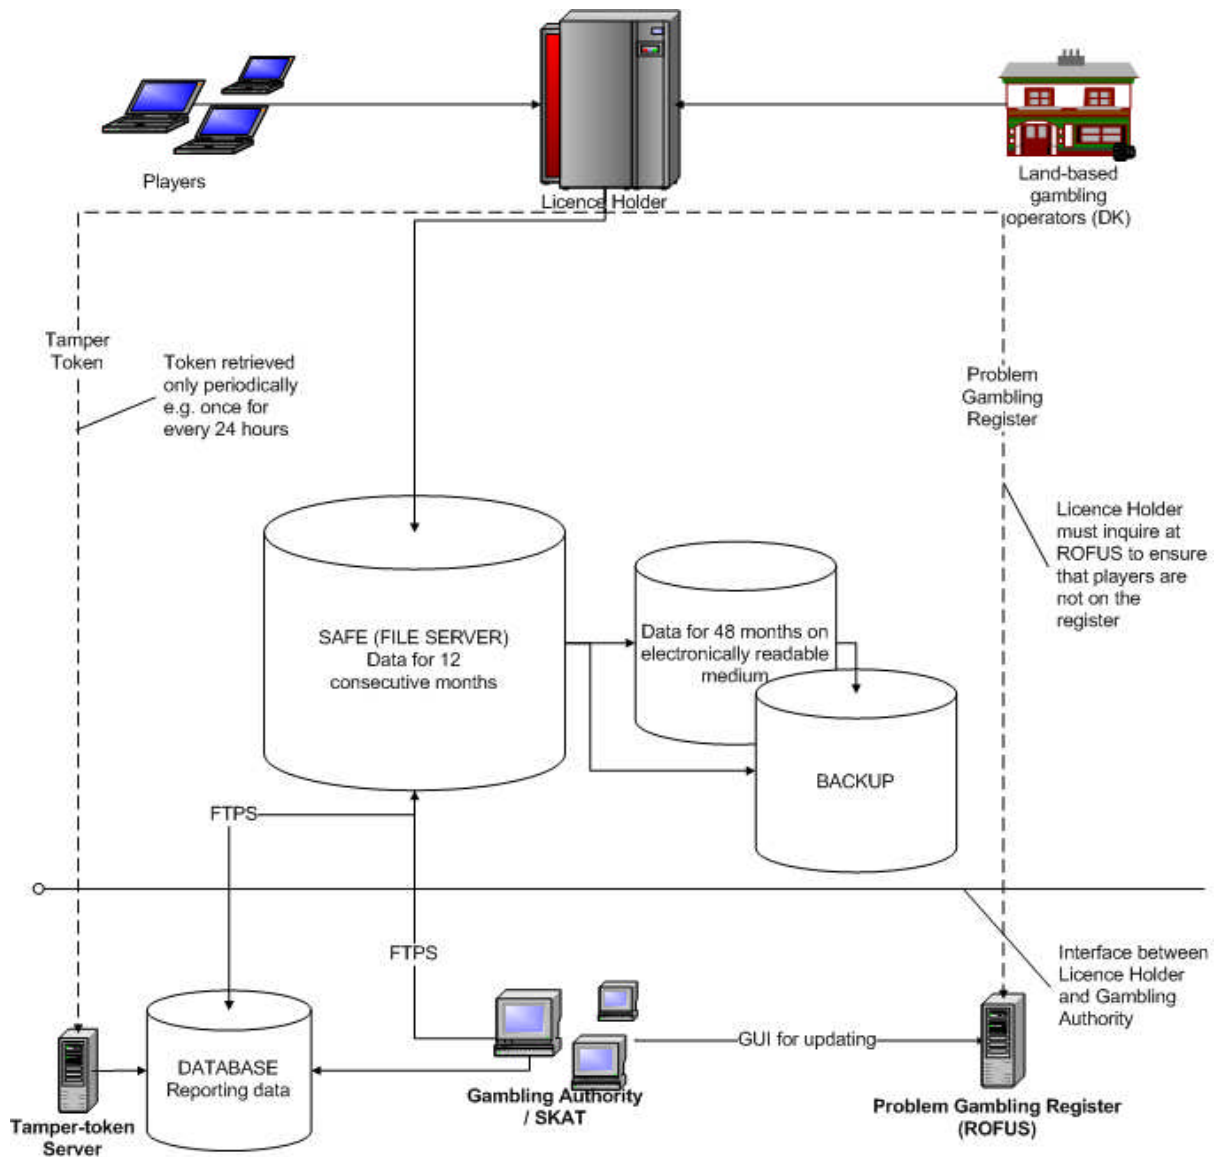 Players
Licence Holder
Land-based
gambling
operators (DK)
Tamper
Token
Token retrieved
only periodically
e.g. once for
every 24 hours
Problem
Gambling
Register
Licence Holder
must inquire at
ROFUS to ensure
that players are
not on the
register
SAFE (FILE SERVER)
Data for 12
consecutive months
Data for 48 months on
electronically readable
medium
BACKUP
FTPS
FTPS
Interface between
Licence Holder
and Gambling
Authority
DATABASE
Reporting data
GUI for updating
Tamper-token
Server
Gambling Authority
/ SKAT
Problem Gambling Register
(ROFUS)